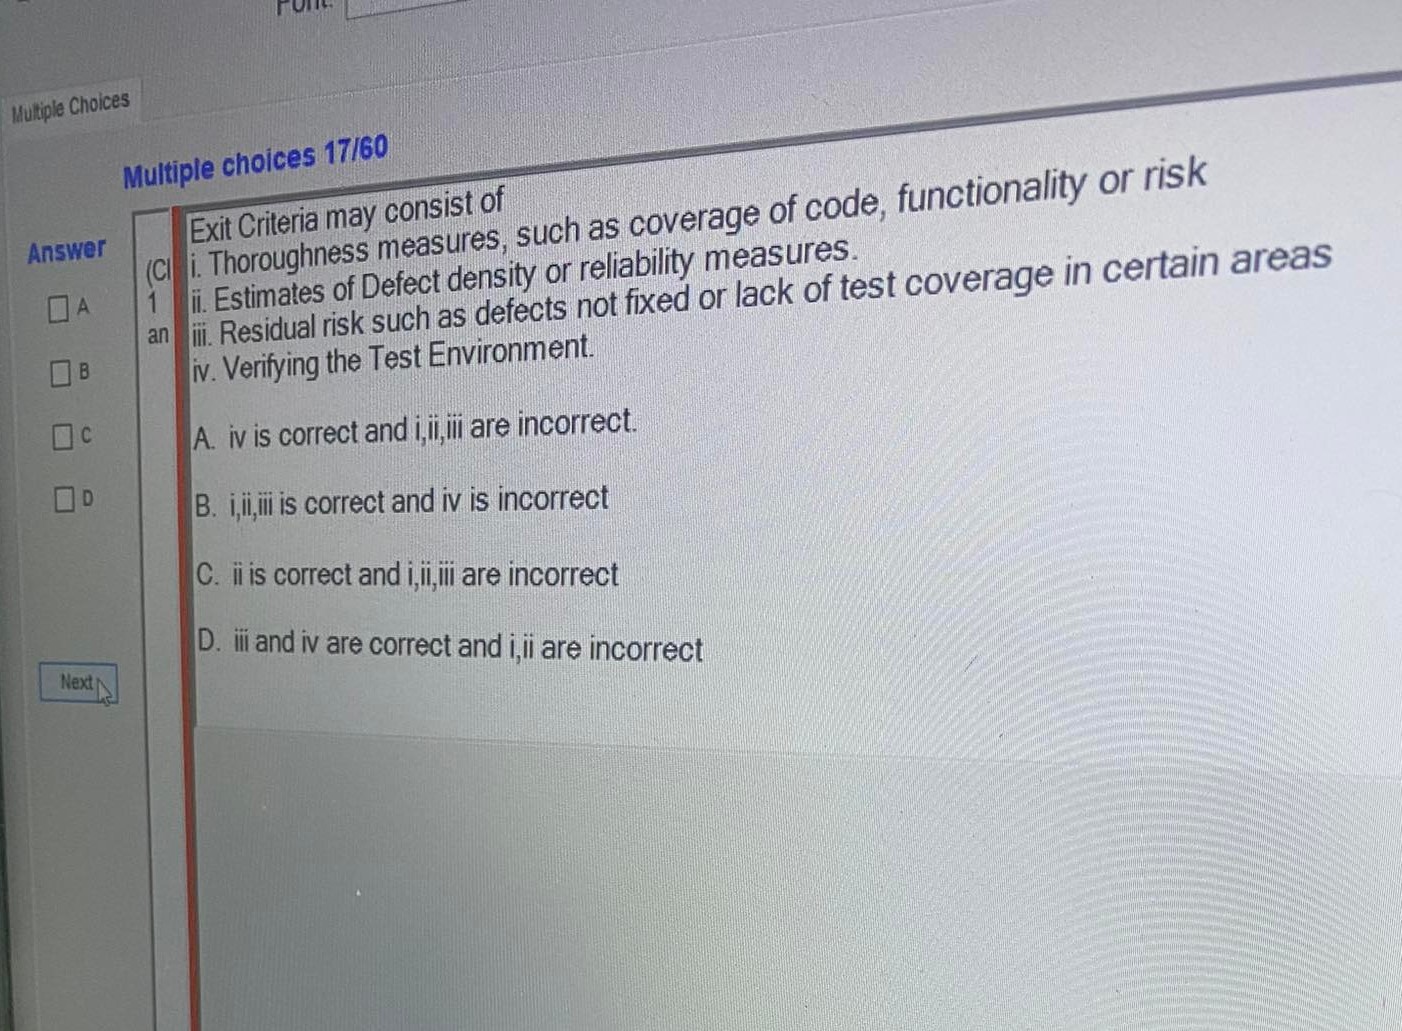 Font:
Multiple Choices
Multiple choices 17/60
Answer
A
B
C
D
Next
(Cl
1
an
Exit Criteria may consist of
i. Thoroughness measures, such as coverage of code, functionality or risk
ii. Estimates of Defect density or reliability measures.
iii. Residual risk such as defects not fixed or lack of test coverage in certain areas
iv. Verifying the Test Environment.
A. iv is correct and i,ii,iii are incorrect.
B. i,ii,iii is correct and iv is incorrect
C. ii is correct and i,ii,iii are incorrect
D. iii and iv are correct and i,ii are incorrect